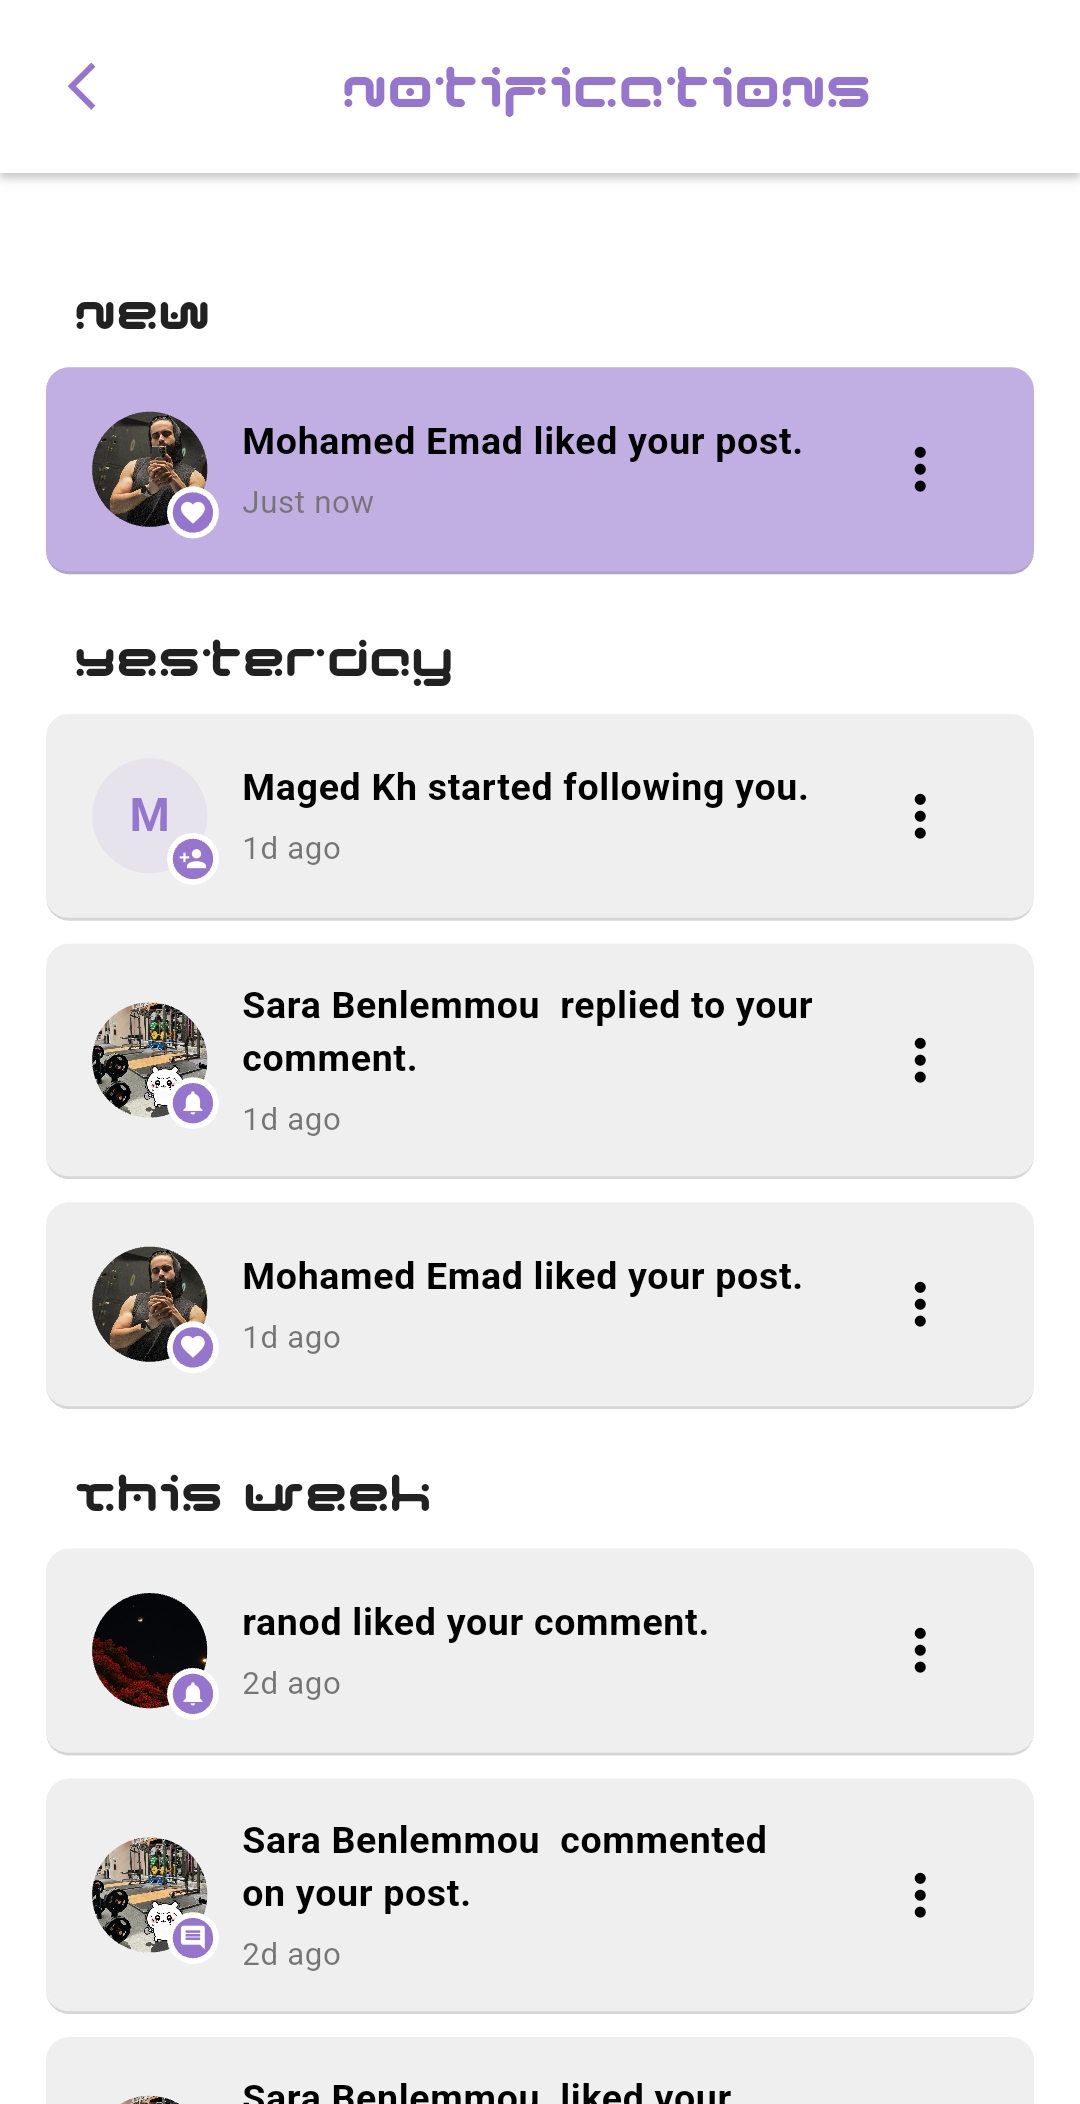 Notifications
New
Mohamed Emad liked your post.
Just now
Yesterday
M
Maged Kh started following you.
1d ago
Sara Benlemmou  replied to your
comment.
1d ago
Mohamed Emad liked your post.
1d ago
This Week
ranod liked your comment.
2d ago
Sara Benlemmou  commented
on your post.
2d ago
Sara Benlemmou  liked your